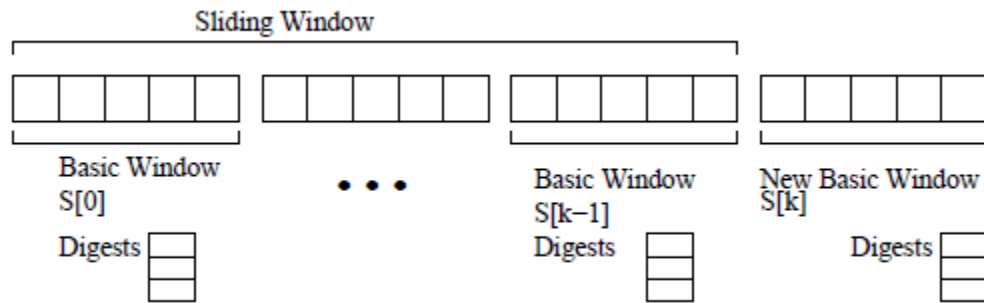 Sliding Window
Basic Window
S[0]
Basic Window
S[k−1]
New Basic Window
S[k]
Digests
Digests
Digests